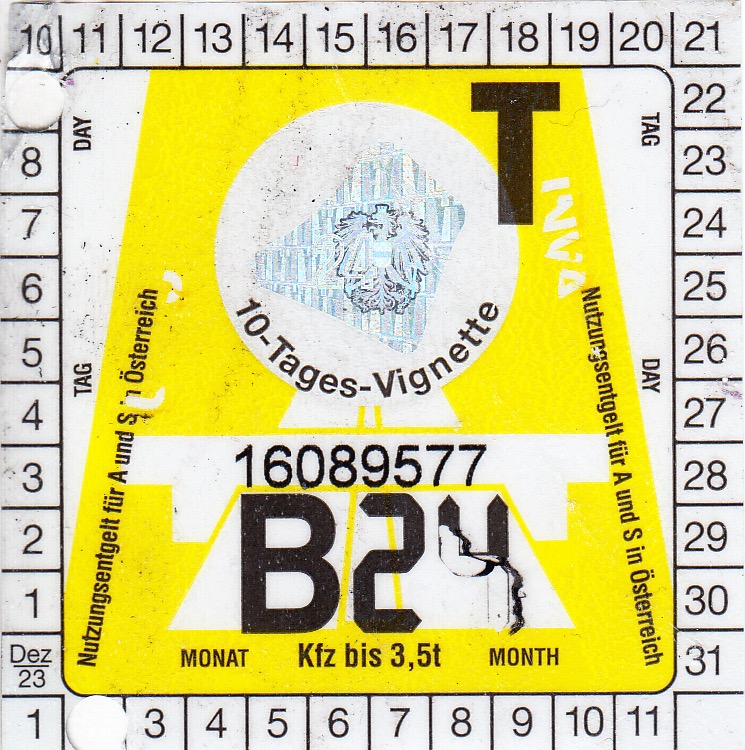 10 11 12 13 14 15 16 17 18 19 20 21
22
8 23
7 24
6 25
5 26
4 27
3 28
2 29
1 30
Dez 23 31
1 3 4 5 6 7 8 9 10 11
DAY
TAG
T
INVA
10-Tages-Vignette
TAG
DAY
Nutzungsentgelt für A und S in Österreich
Nutzungsentgelt für A und S in Österreich
16089577
B24
MONAT Kfz bis 3,5t MONTH